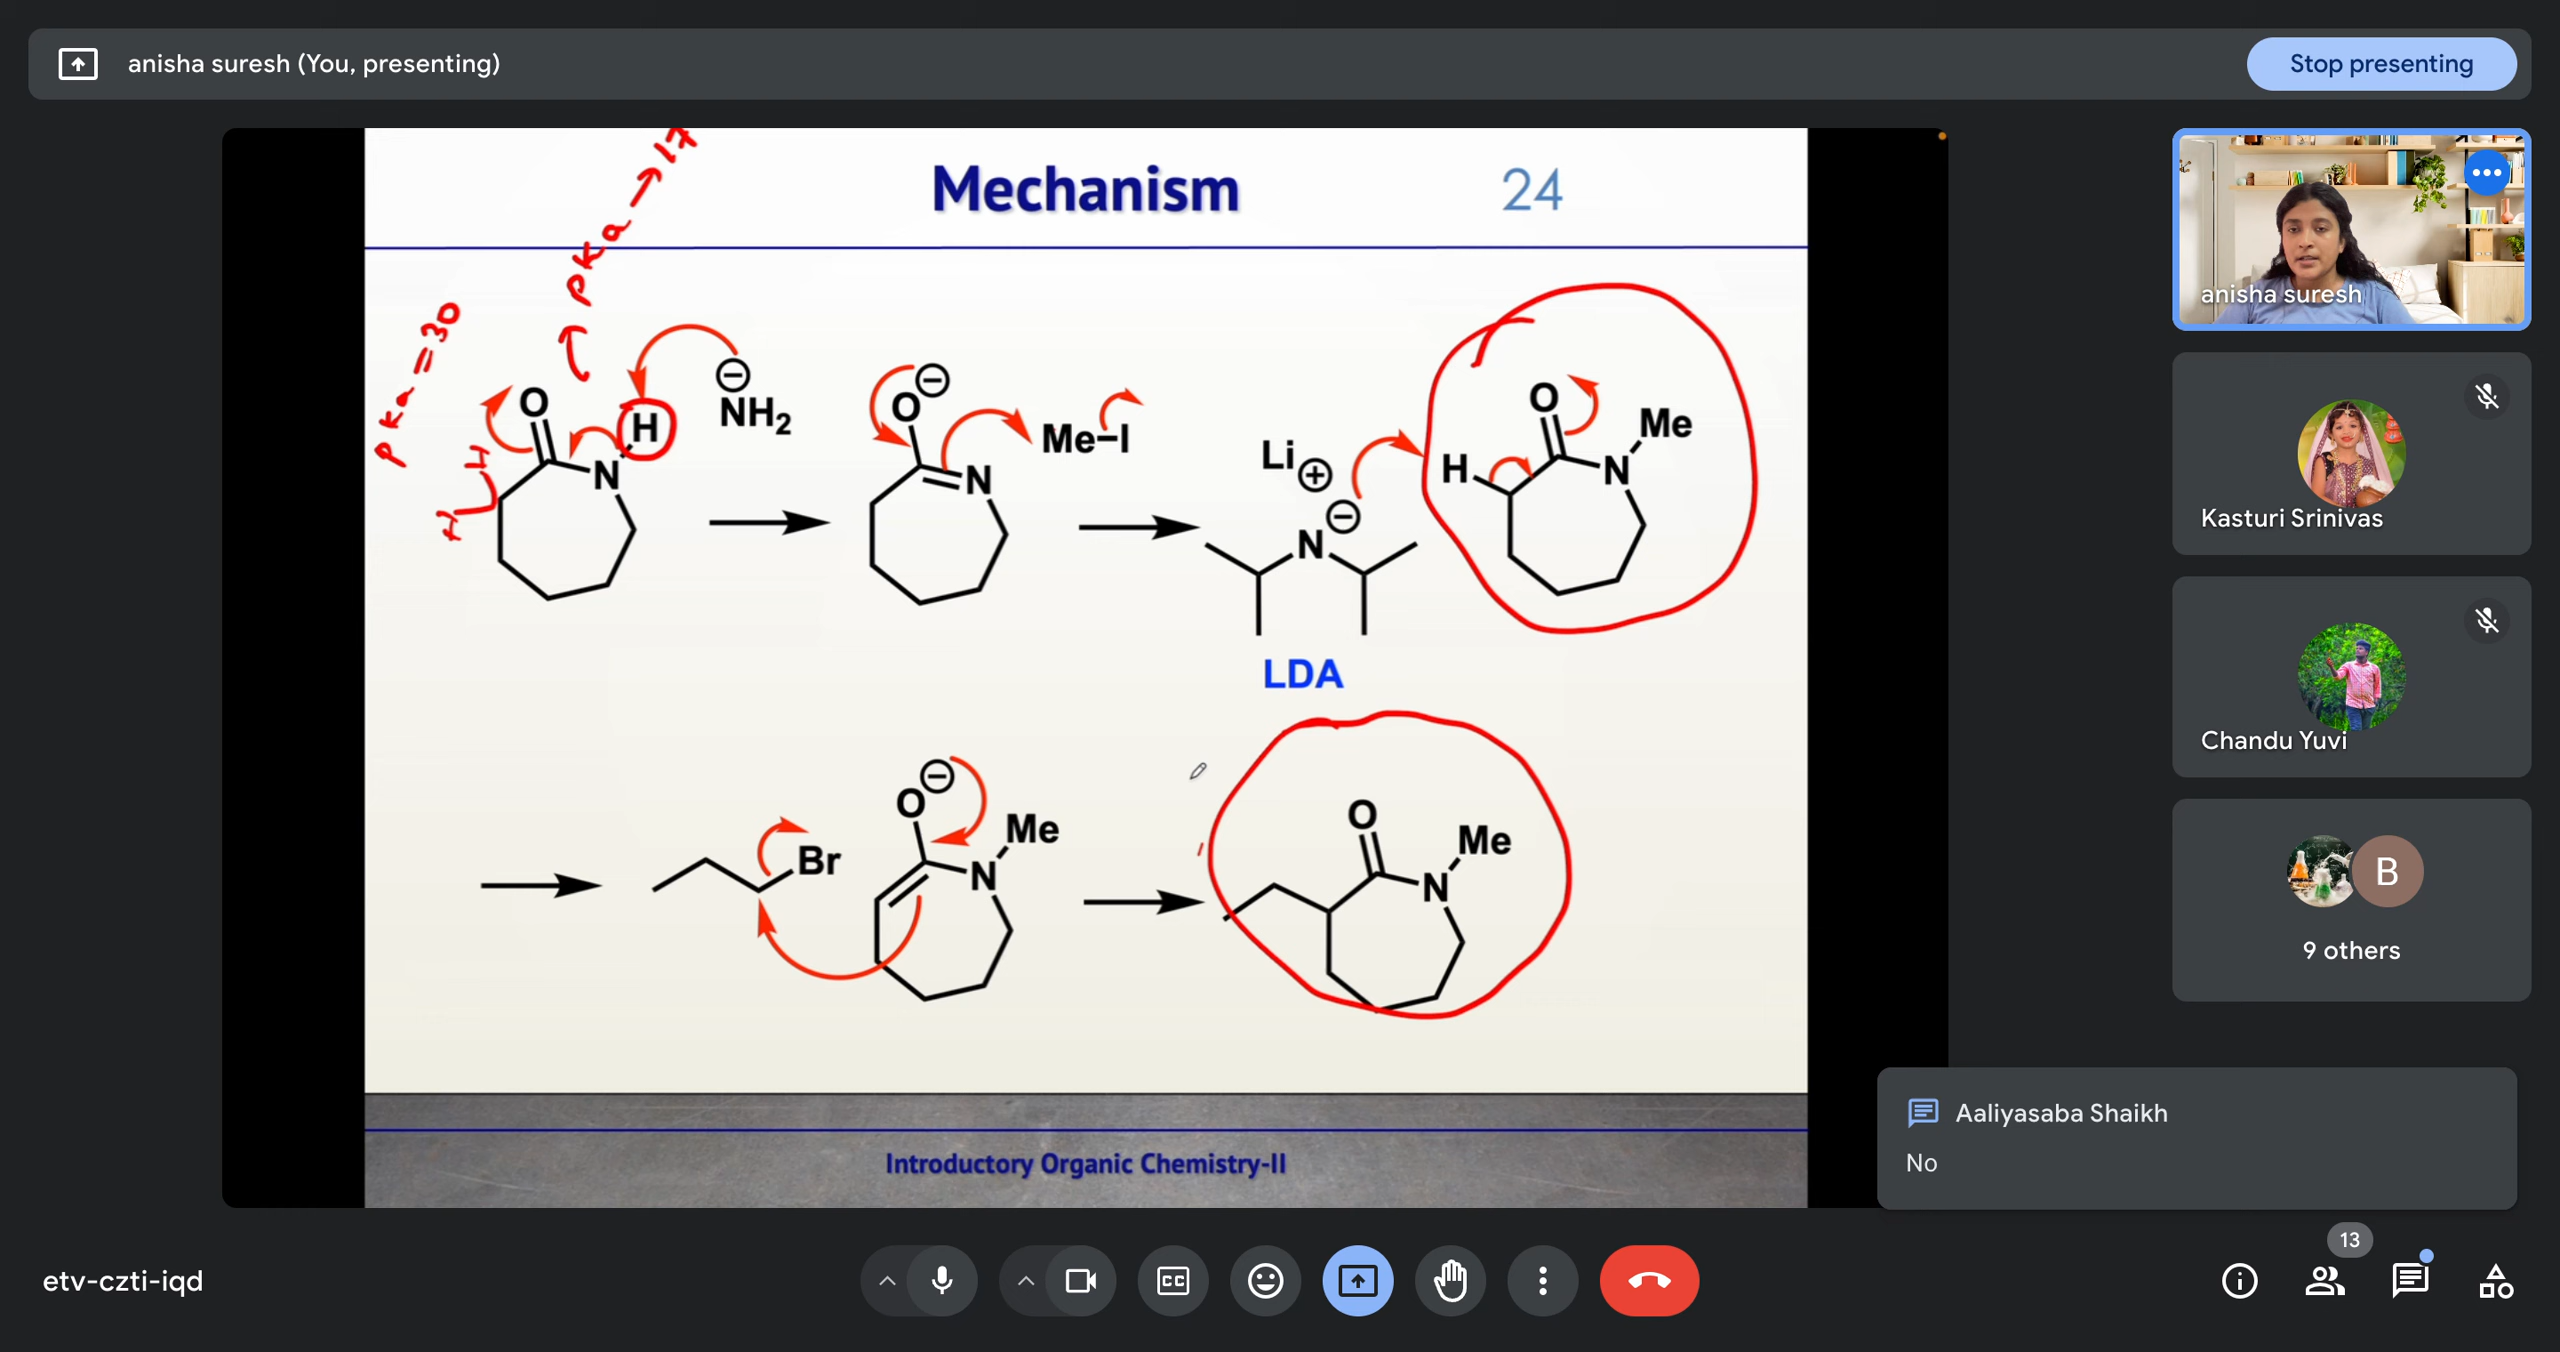 anisha suresh (You, presenting)
Stop presenting
Mechanism
24
pka → 17
pka = 30
O
H
N
H
H
⊖
NH2
O⊖
N
Me–I
Li⊕
⊖
N
LDA
O
H
N
Me
Br
O⊖
N
Me
O
N
Me
Introductory Organic Chemistry-II
anisha suresh
Kasturi Srinivas
Chandu Yuvi
B
9 others
Aaliyasaba Shaikh
No
etv-czti-iqd
CC
13